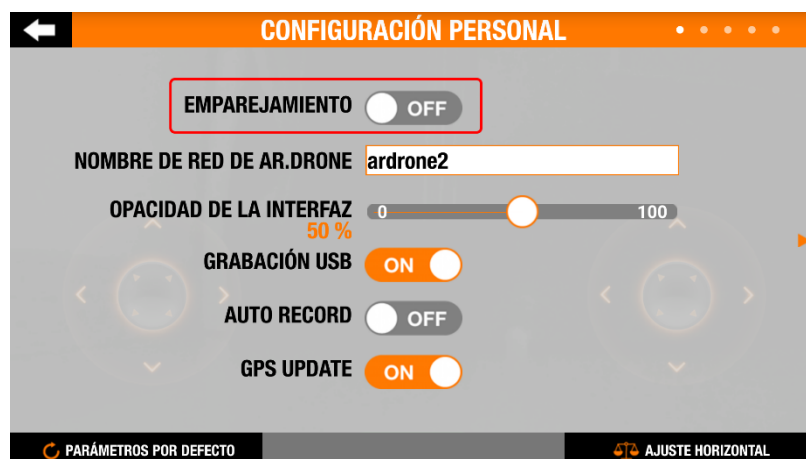 CONFIGURACIÓN PERSONAL
EMPAREJAMIENTO OFF
NOMBRE DE RED DE AR.DRONE ardrone2
OPACIDAD DE LA INTERFAZ 0 100
50 %
GRABACIÓN USB ON
AUTO RECORD OFF
GPS UPDATE ON
PARÁMETROS POR DEFECTO AJUSTE HORIZONTAL